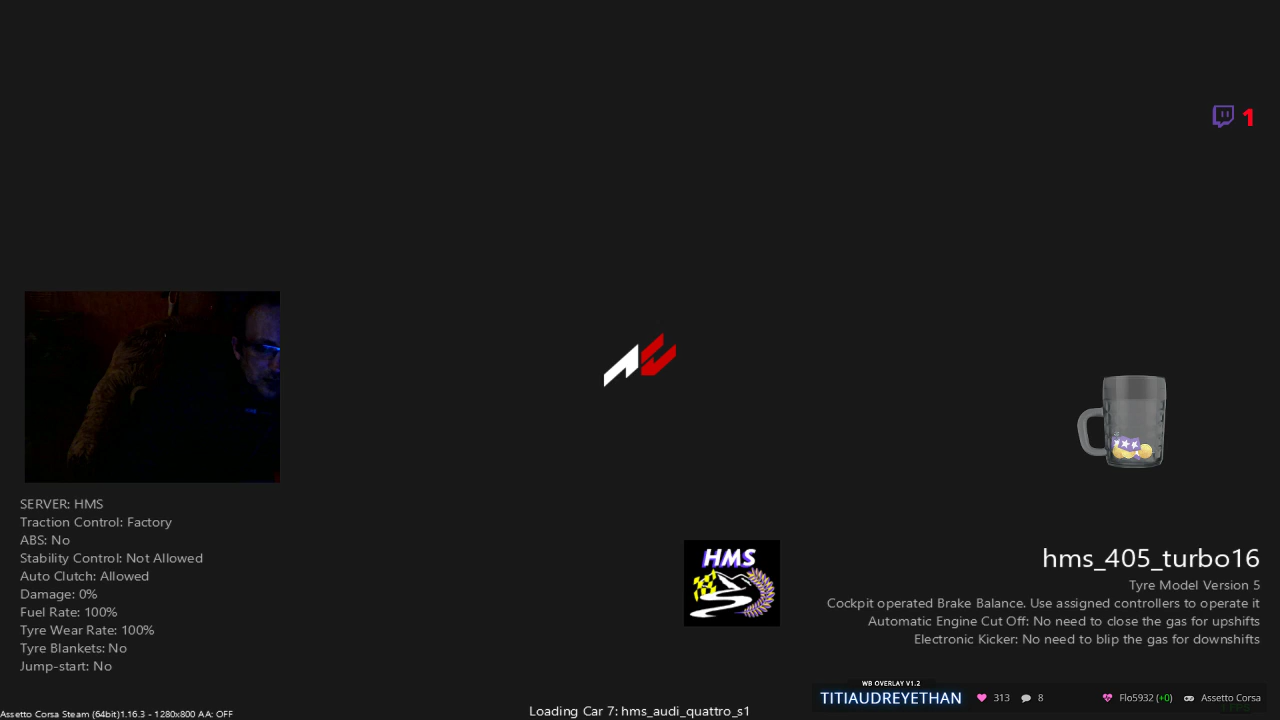 1
SERVER: HMS
Traction Control: Factory
ABS: No
Stability Control: Not Allowed
Auto Clutch: Allowed
Damage: 0%
Fuel Rate: 100%
Tyre Wear Rate: 100%
Tyre Blankets: No
Jump-start: No
HMS
hms_405_turbo16
Tyre Model Version 5
Cockpit operated Brake Balance. Use assigned controllers to operate it
Automatic Engine Cut Off: No need to close the gas for upshifts
Electronic Kicker: No need to blip the gas for downshifts
WB OVERLAY V1.2
TITIAUDREYETHAN 313 8 Flo5932 (+0) Assetto Corsa
Assetto Corsa Steam (64bit)1.16.3 - 1280x800 AA: OFF
Loading Car 7: hms_audi_quattro_s1